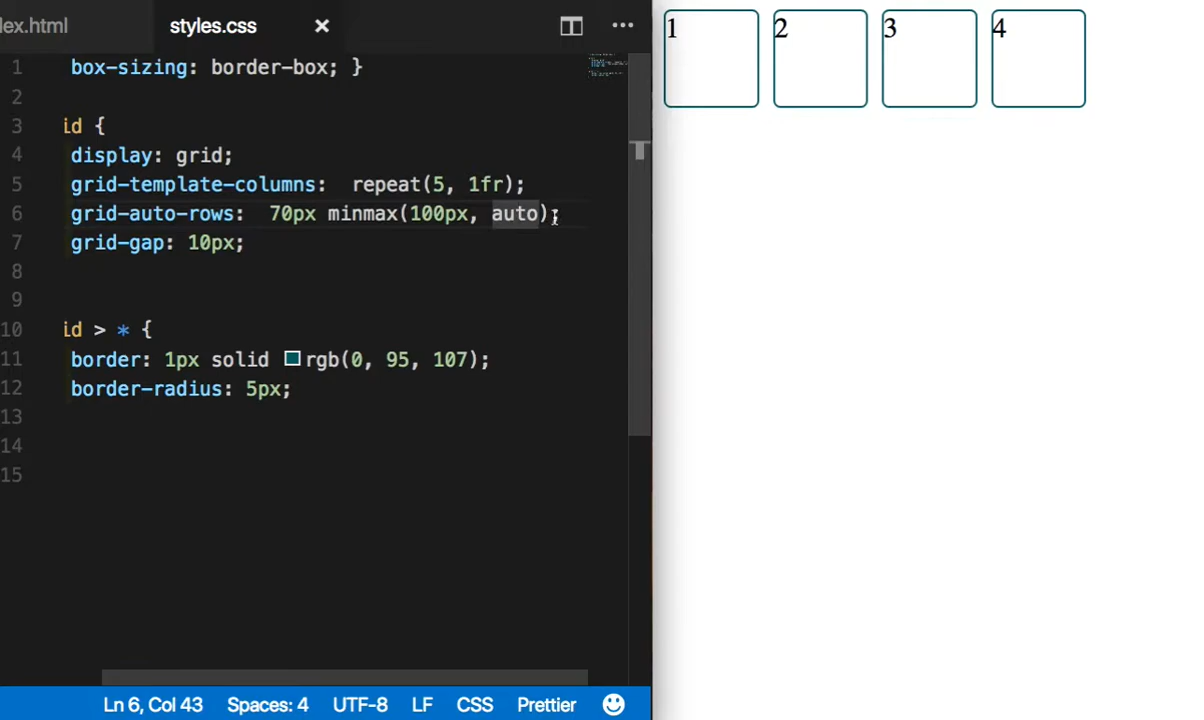 lex.html styles.css × ···
1 box-sizing: border-box; }
2
3 id {
4 display: grid;
5 grid-template-columns:  repeat(5, 1fr);
6 grid-auto-rows:  70px minmax(100px, auto);
7 grid-gap: 10px;
8
9
10 id > * {
11 border: 1px solid rgb(0, 95, 107);
12 border-radius: 5px;
13
14
15
Ln 6, Col 43 Spaces: 4 UTF-8 LF CSS Prettier
1 2 3 4